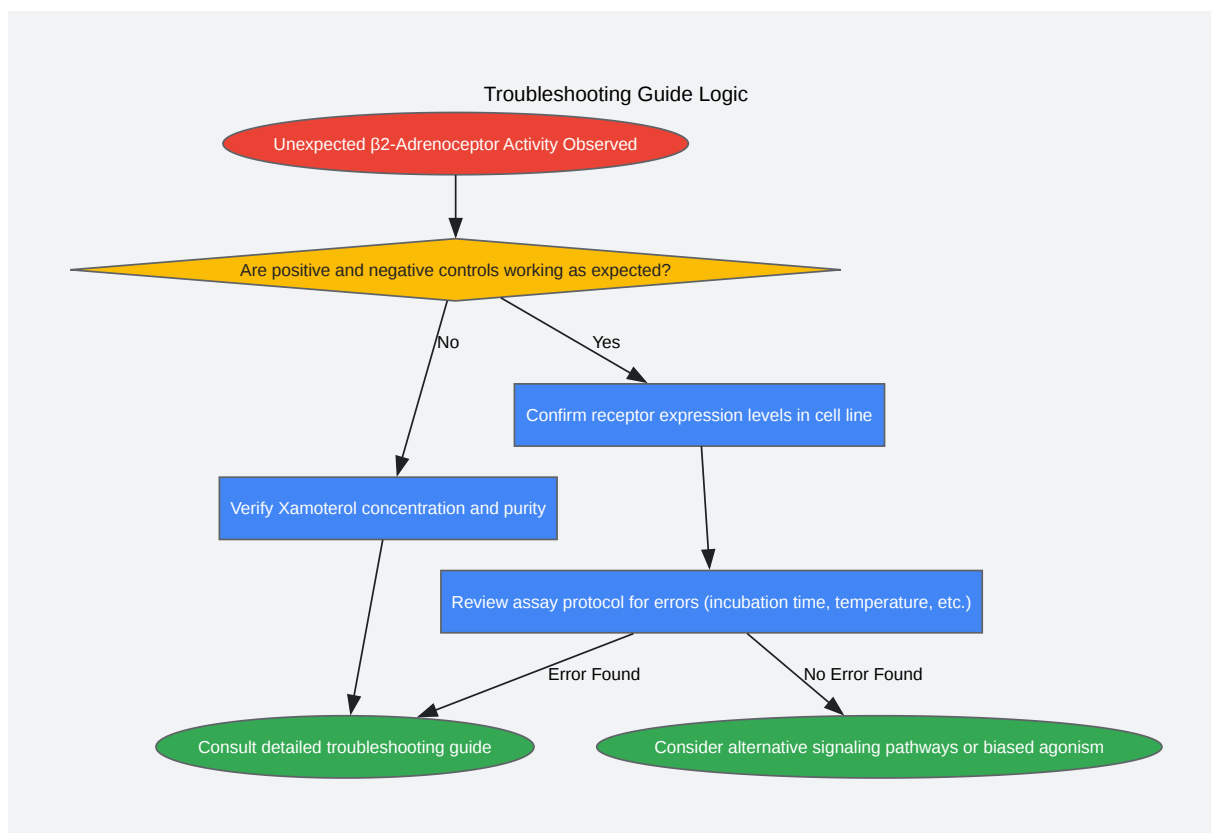 Troubleshooting Guide Logic
Unexpected β2-Adrenoceptor Activity Observed
Are positive and negative controls working as expected?
No
Yes
Confirm receptor expression levels in cell line
Verify Xamoterol concentration and purity
Review assay protocol for errors (incubation time, temperature, etc.)
Error Found
No Error Found
Consult detailed troubleshooting guide
Consider alternative signaling pathways or biased agonism